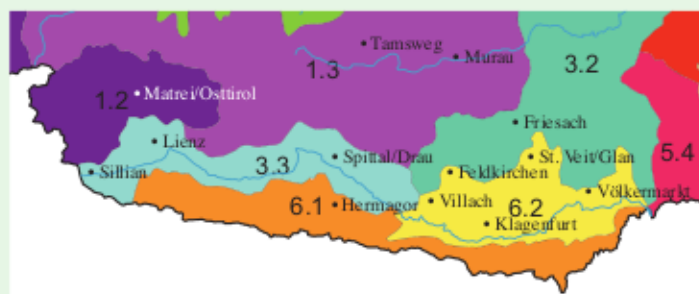 Tamsweg
1.3
Murau
3.2
1.2
Matrei/Osttirol
Friesach
Lienz
5.4
3.3
Spittal/Drau
St. Veit/Glan
Sillian
Feldkirchen
Völkermarkt
6.1
Hermagor
Villach
6.2
Klagenfurt